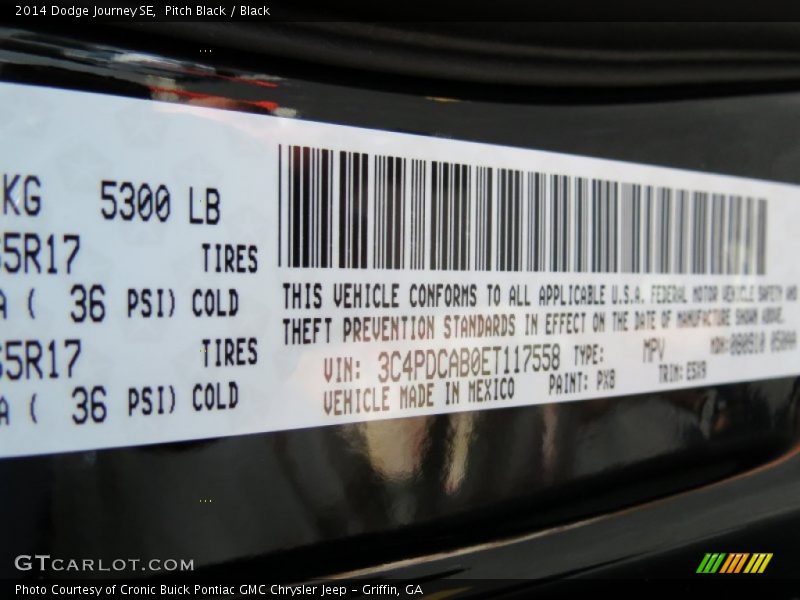 2014 Dodge Journey SE, Pitch Black / Black
KG 5300 LB
5R17 TIRES
( 36 PSI) COLD
5R17 TIRES
( 36 PSI) COLD
THIS VEHICLE CONFORMS TO ALL APPLICABLE U.S.A. FEDERAL MOTOR VEHICLE SAFETY AND
THEFT PREVENTION STANDARDS IN EFFECT ON THE DATE OF MANUFACTURE SHOWN ABOVE.
VIN: 3C4PDCAB0ET117558 TYPE: MPV
VEHICLE MADE IN MEXICO PAINT: PX8 TRIM:
GTCARLOT.COM
Photo Courtesy of Cronic Buick Pontiac GMC Chrysler Jeep - Griffin, GA